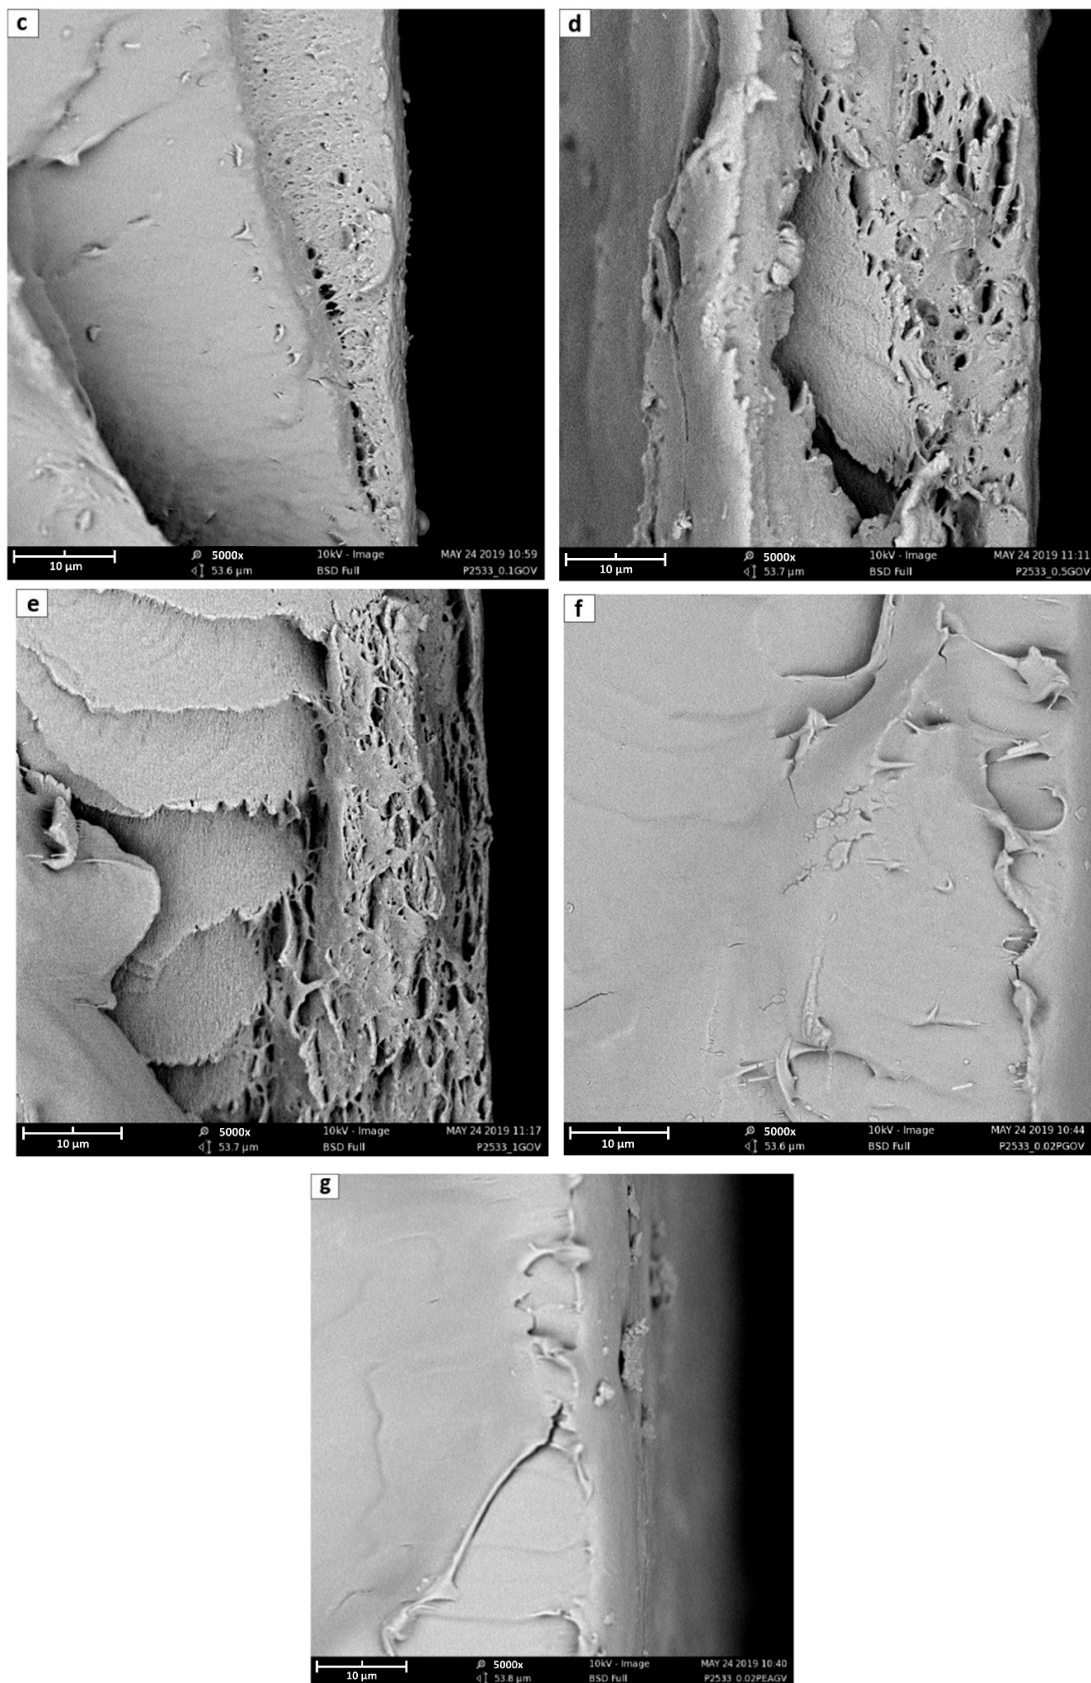 c
10 µm
5000x
53.6 µm
10kV - Image
BSD Full
MAY 24 2019 10:59
P2533_0.1GOV
d
10 µm
5000x
53.7 µm
10kV - Image
BSD Full
MAY 24 2019 11:11
P2533_0.5GOV
e
10 µm
5000x
53.7 µm
10kV - Image
BSD Full
MAY 24 2019 11:17
P2533_1GOV
f
10 µm
5000x
53.6 µm
10kV - Image
BSD Full
MAY 24 2019 10:44
P2533_0.02PGOV
g
10 µm
5000x
53.8 µm
10kV - Image
BSD Full
MAY 24 2019 10:40
P2533_0.02PEAGV